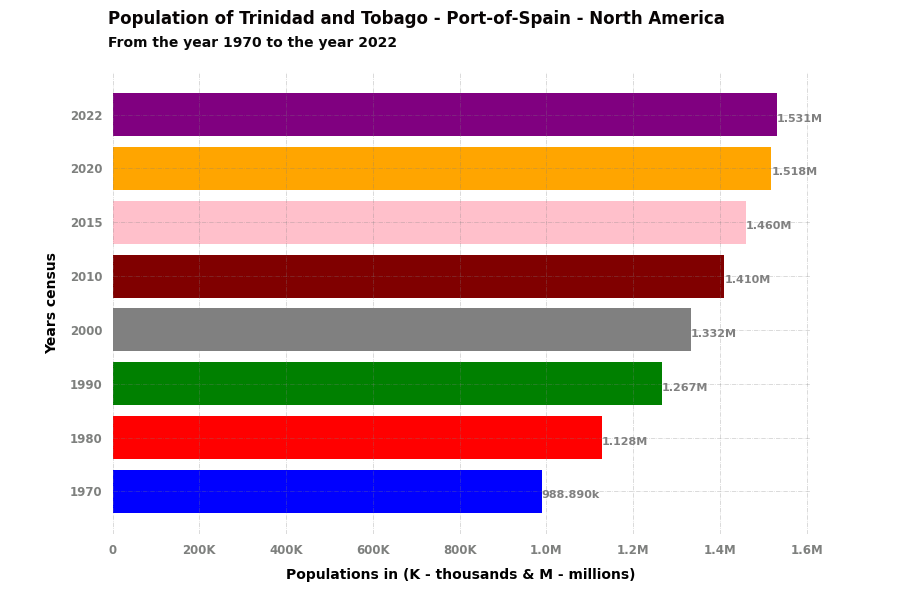 Population of Trinidad and Tobago - Port-of-Spain - North America
From the year 1970 to the year 2022
Years census
2022 1.531M
2020 1.518M
2015 1.460M
2010 1.410M
2000 1.332M
1990 1.267M
1980 1.128M
1970 988.890k
0 200K 400K 600K 800K 1.0M 1.2M 1.4M 1.6M
Populations in (K - thousands & M - millions)